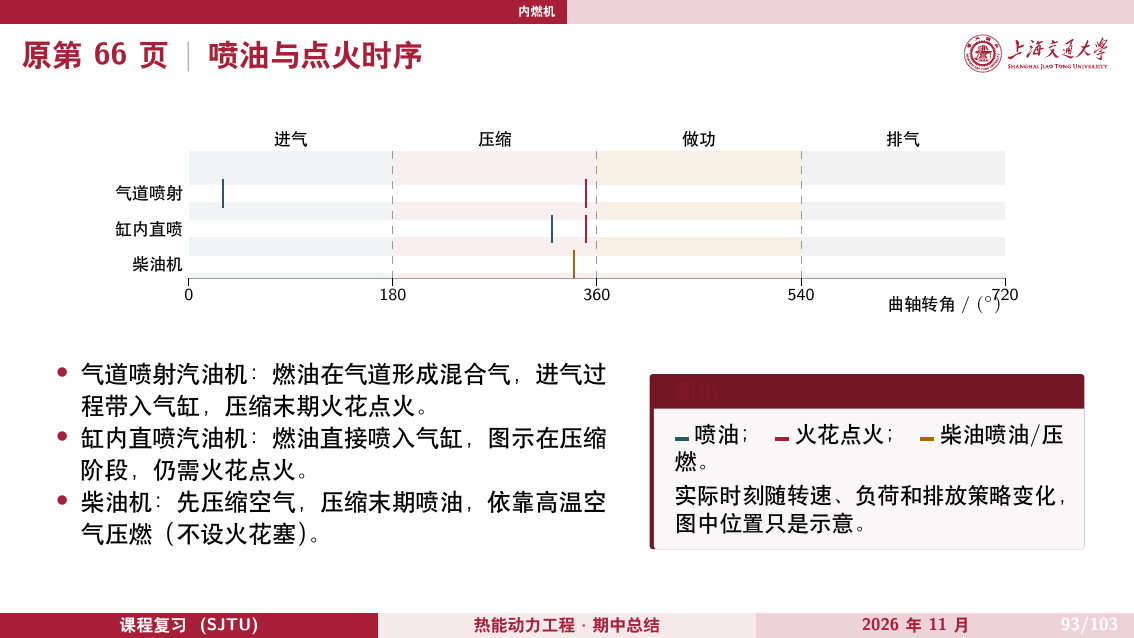 内燃机
原第 66 页 | 喷油与点火时序
上海交通大学
SHANGHAI JIAO TONG UNIVERSITY
进气 压缩 做功 排气
气道喷射
缸内直喷
柴油机
0 180 360 540 720
曲轴转角 / (°)
气道喷射汽油机：燃油在气道形成混合气，进气过
程带入气缸，压缩末期火花点火。
缸内直喷汽油机：燃油直接喷入气缸，图示在压缩
阶段，仍需火花点火。
柴油机：先压缩空气，压缩末期喷油，依靠高温空
气压燃（不设火花塞）。
图例
喷油； 火花点火； 柴油喷油/压
燃。
实际时刻随转速、负荷和排放策略变化，
图中位置只是示意。
课程复习 (SJTU) 热能动力工程 · 期中总结 2026 年 11 月 93/103